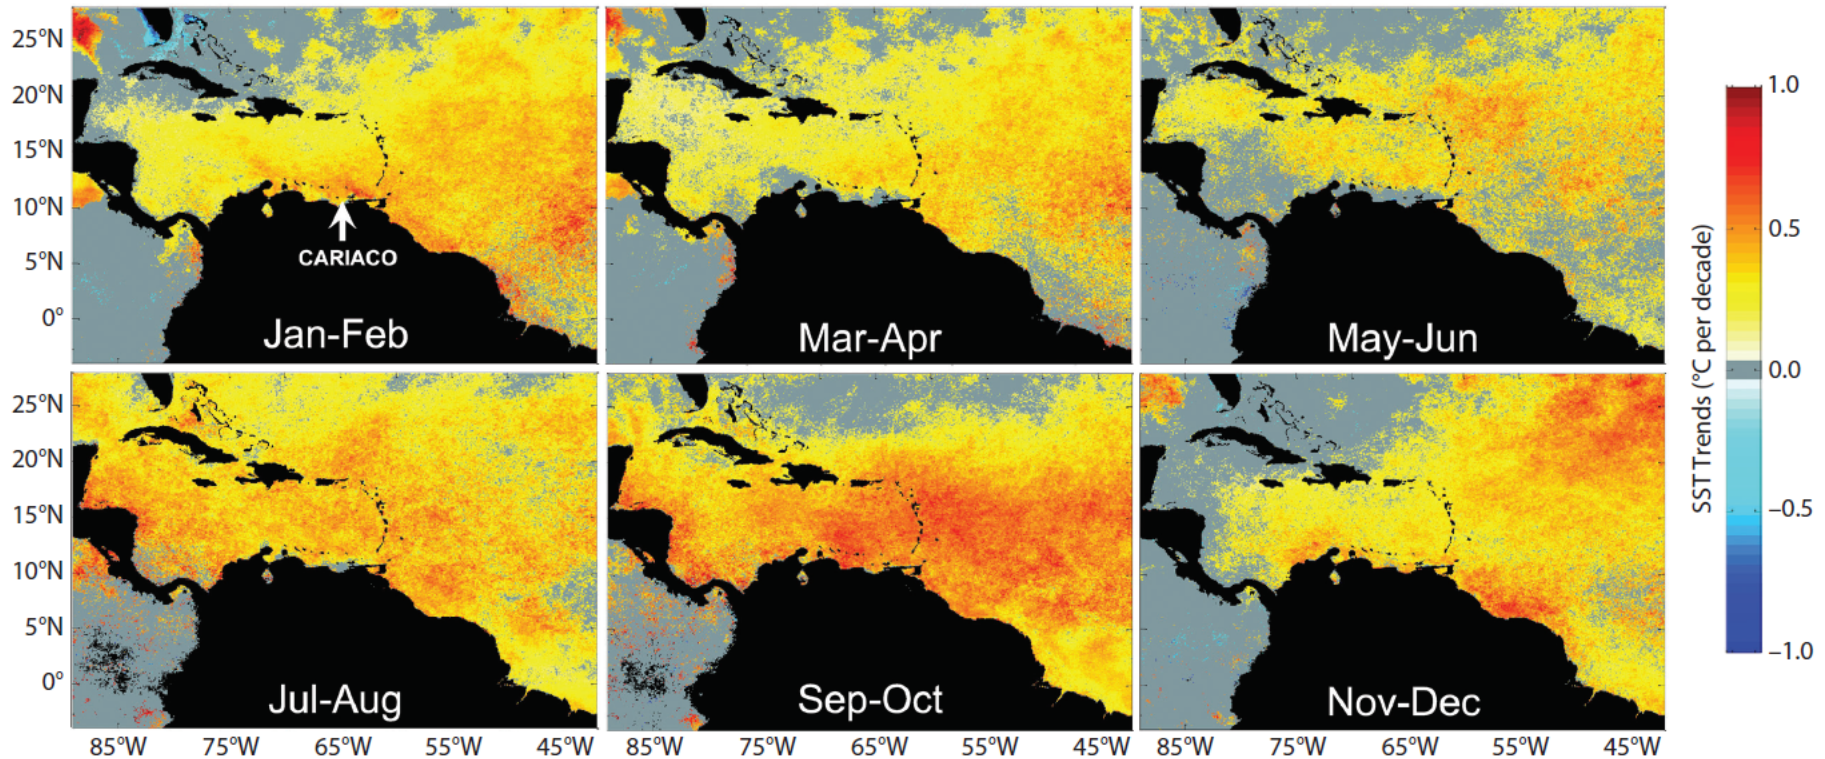 25°N
20°N
15°N
10°N
5°N
0°
CARIACO
Jan-Feb
Mar-Apr
May-Jun
25°N
20°N
15°N
10°N
5°N
0°
Jul-Aug
Sep-Oct
Nov-Dec
85°W 75°W 65°W 55°W 45°W
85°W 75°W 65°W 55°W 45°W
85°W 75°W 65°W 55°W 45°W
SST Trends (°C per decade)
1.0
0.5
0.0
−0.5
−1.0